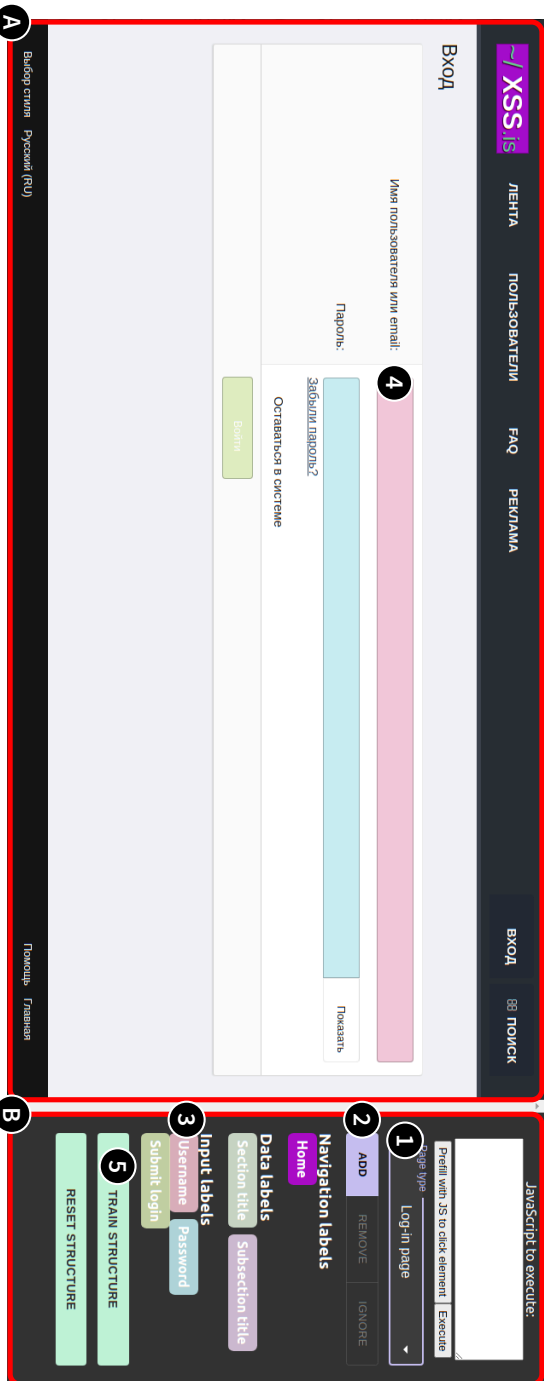 ~/ XSS.js
ЛЕНТА
ПОЛЬЗОВАТЕЛИ
FAQ
РЕКЛАМА
ВХОД
ПОИСК
Вход
Имя пользователя или email:
4
Пароль:
Показать
Забыли пароль?
Оставаться в системе
Войти
Выбор стиля
Русский (RU)
Помощь
Главная
A
JavaScript to execute:
Prefill with JS to click element
Execute
1
Page type
Log-in page
2
ADD
REMOVE
IGNORE
Navigation labels
Home
Data labels
Section title
Subsection title
Input labels
3
Username
Password
Submit login
5
TRAIN STRUCTURE
RESET STRUCTURE
B